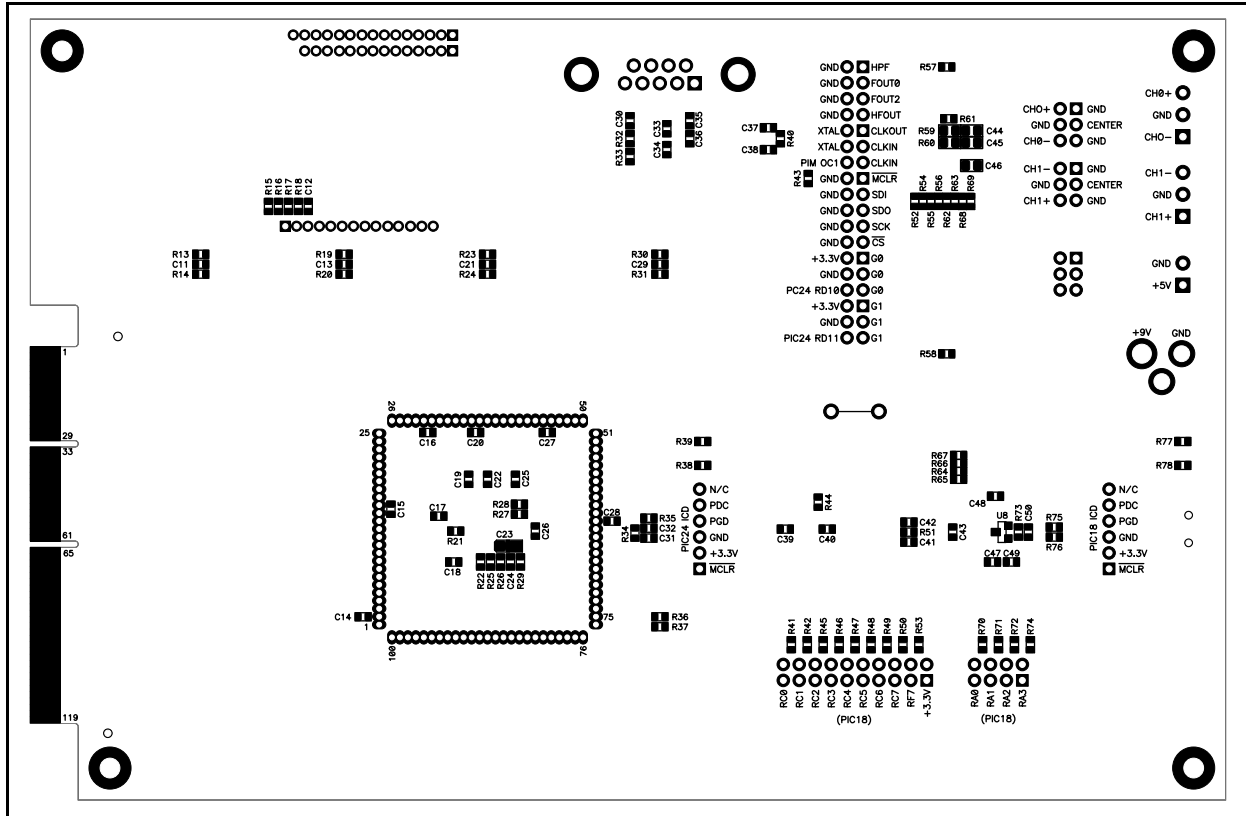 GND HPF
GND FOUT0
GND FOUT2
GND HFOUT
XTAL CLKOUT
XTAL CLKIN
PIM OC1 CLKIN
GND MCLR
GND SDI
GND SDO
GND SCK
GND CS
+3.3V G0
GND G0
PC24 RD10 G0
+3.3V G1
GND G1
PIC24 RD11 G1
R57
R61
R59 C44
R60 C45
C46
R54 R56 R63 R69
R52 R55 R62 R68
R58
CHO+ GND
GND CENTER
CH0- GND
CH1- GND
GND CENTER
CH1+ GND
CH0+
GND
CHO-
CH1-
GND
CH1+
GND
+5V
+9V GND
C30 R32 R33
C33 C34
C35 C36
C37
C38
R40
R43
R15 R16 R17 R18 C12
R13
C11
R14
R19
C13
R20
R23
C21
R24
R30
C29
R31
1
29
33
61
65
119
26 50
25 51
C16 C20 C27
C19 C22 C25
C15
C17
R28
R27
C26
R21
C23
C18
R22 R25 R26 C24 R29
C14
1 75
100 76
C28
R34
R35
C32
C31
R36
R37
R39
R38
PIC24 ICD
N/C
PDC
PGD
GND
+3.3V
MCLR
R44
C39 C40
C42
R51
C41
C43
R67
R66
R64
R65
C48
U8
R73 C50
C47 C49
R75
R76
R77
R78
PIC18 ICD
N/C
PDC
PGD
GND
+3.3V
MCLR
R41 R42 R45 R46 R47 R48 R49 R50 R53
RC0 RC1 RC2 RC3 RC4 RC5 RC6 RC7 RF7 +3.3V
(PIC18)
R70 R71 R72 R74
RA0 RA1 RA2 RA3
(PIC18)